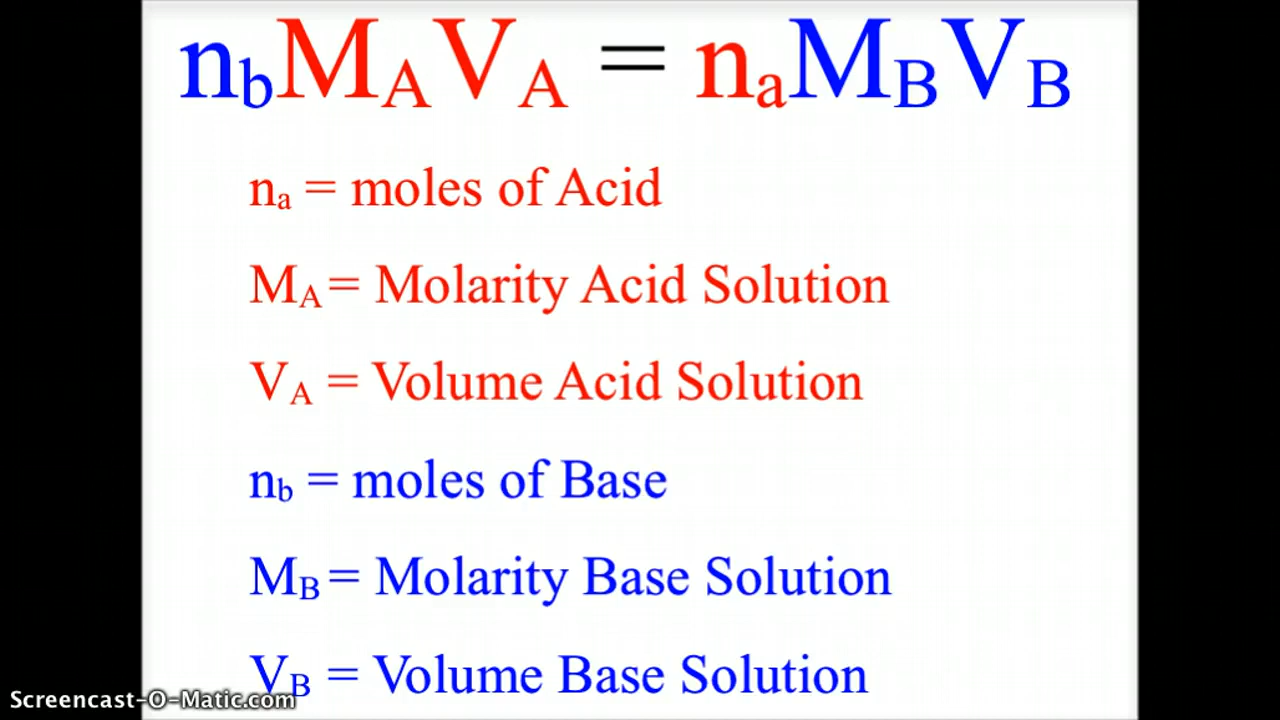 nbMAVA = naMBVB
na = moles of Acid
MA = Molarity Acid Solution
VA = Volume Acid Solution
nb = moles of Base
MB = Molarity Base Solution
VB = Volume Base Solution
Screencast-O-Matic.com